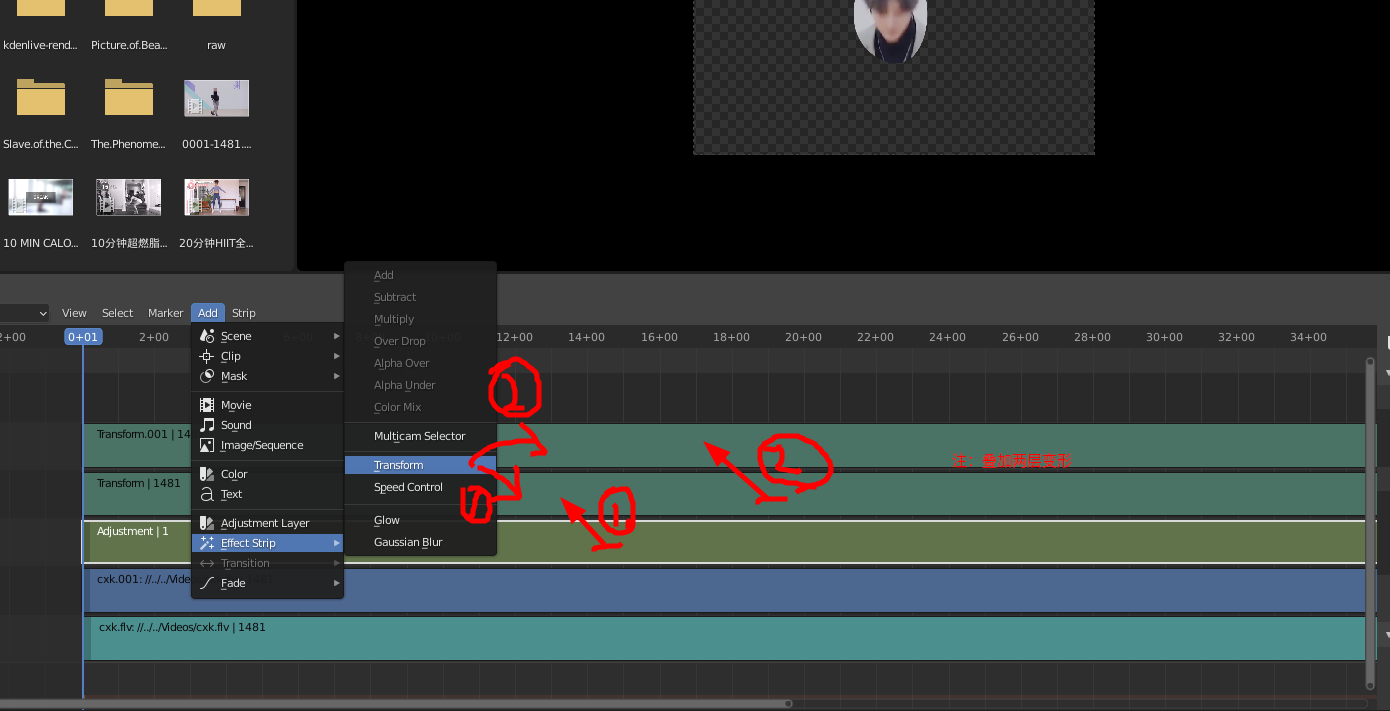 kdenlive-rend...
Picture.of.Bea...
raw
Slave.of.the.C...
The.Phenome...
0001-1481....
10 MIN CALO...
10分钟超燃脂...
20分钟HIIT全...
View Select Marker Add Strip
2+00 0+01 2+00 12+00 14+00 16+00 18+00 20+00 22+00 24+00 26+00 28+00 30+00 32+00 34+00
Scene
Clip
Mask
Movie
Sound
Image/Sequence
Color
Text
Adjustment Layer
Effect Strip
Transition
Fade
Add
Subtract
Multiply
Over Drop
Alpha Over
Alpha Under
Color Mix
Multicam Selector
Transform
Speed Control
Glow
Gaussian Blur
2
2
1
1
注：叠加两层变形
Transform.001 | 14
Transform | 1481
Adjustment | 1
cxk.001: //../../Vide
cxk.flv: //../../Videos/cxk.flv | 1481